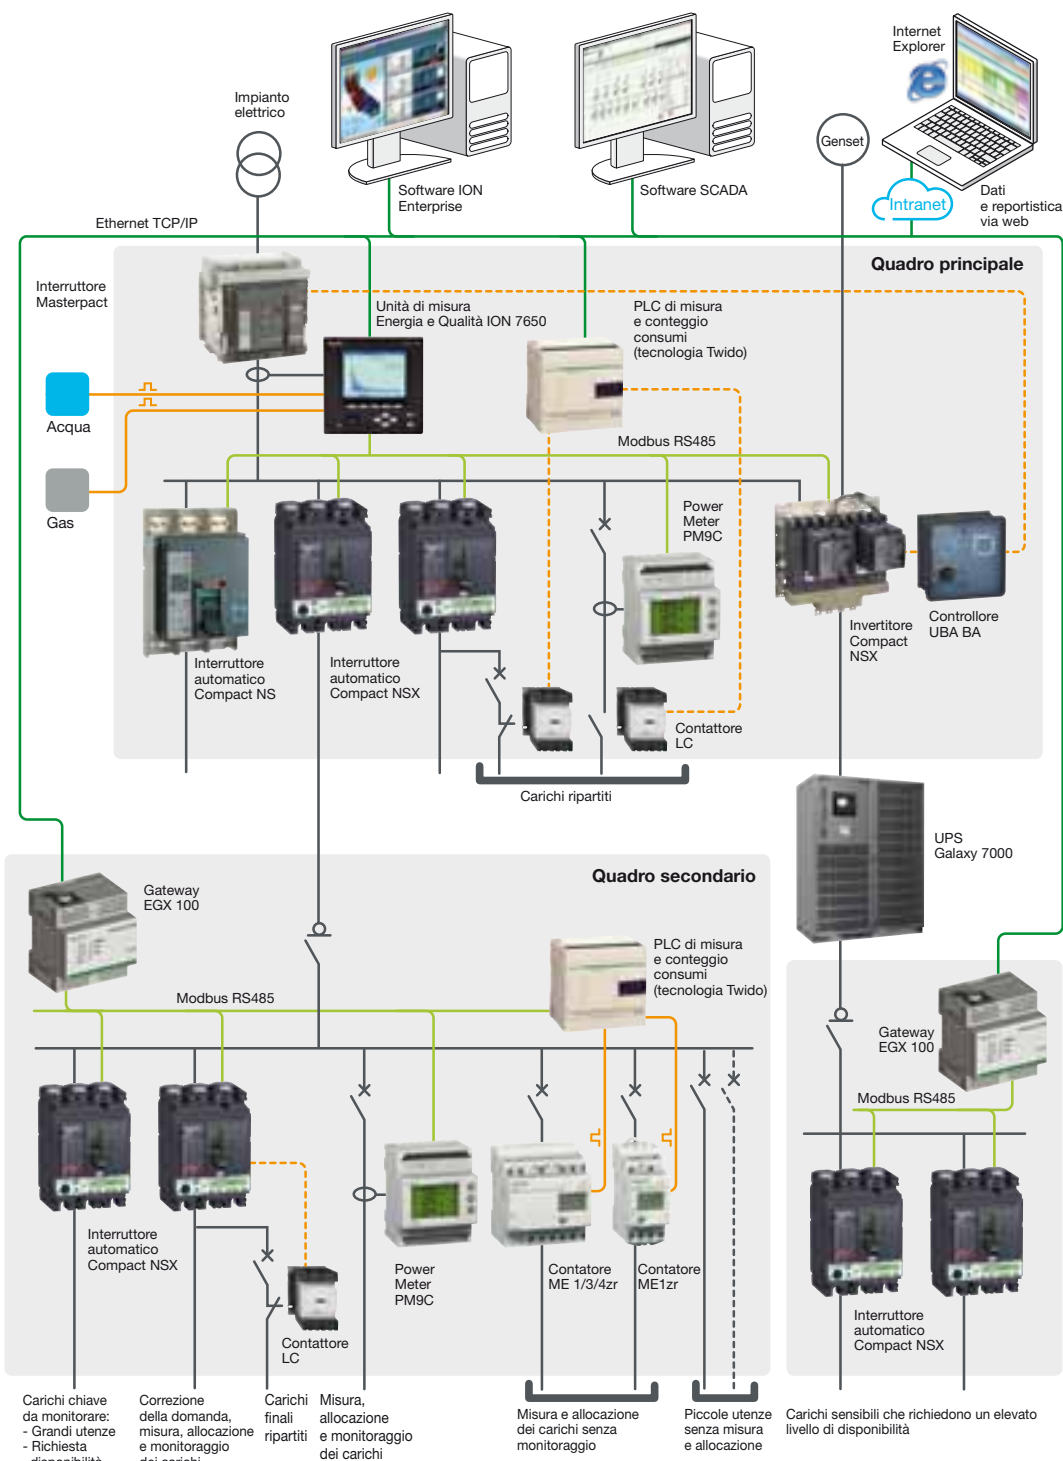 Internet
Explorer
Impianto
elettrico
Genset
Software ION
Enterprise
Software SCADA
Intranet
Dati
e reportistica
via web
Ethernet TCP/IP
Quadro principale
Interruttore
Masterpact
Unità di misura
Energia e Qualità ION 7650
PLC di misura
e conteggio
consumi
(tecnologia Twido)
Acqua
Modbus RS485
Gas
Power
Meter
PM9C
Invertitore
Compact
NSX
Controllore
UBA BA
Interruttore
automatico
Compact NS
Interruttore
automatico
Compact NSX
Contattore
LC
Carichi ripartiti
UPS
Galaxy 7000
Quadro secondario
Gateway
EGX 100
PLC di misura
e conteggio
consumi
(tecnologia Twido)
Modbus RS485
Gateway
EGX 100
Modbus RS485
Interruttore
automatico
Compact NSX
Power
Meter
PM9C
Contatore
ME 1/3/4zr
Contatore
ME1zr
Contattore
LC
Interruttore
automatico
Compact NSX
Carichi chiave
da monitorare:
- Grandi utenze
- Richiesta
disponibilità
Correzione
della domanda,
misura, allocazione
e monitoraggio
dei carichi
Carichi
finali
ripartiti
Misura,
allocazione
e monitoraggio
dei carichi
Misura e allocazione
dei carichi senza
monitoraggio
Piccole utenze
senza misura
e allocazione
Carichi sensibili che richiedono un elevato
livello di disponibilità